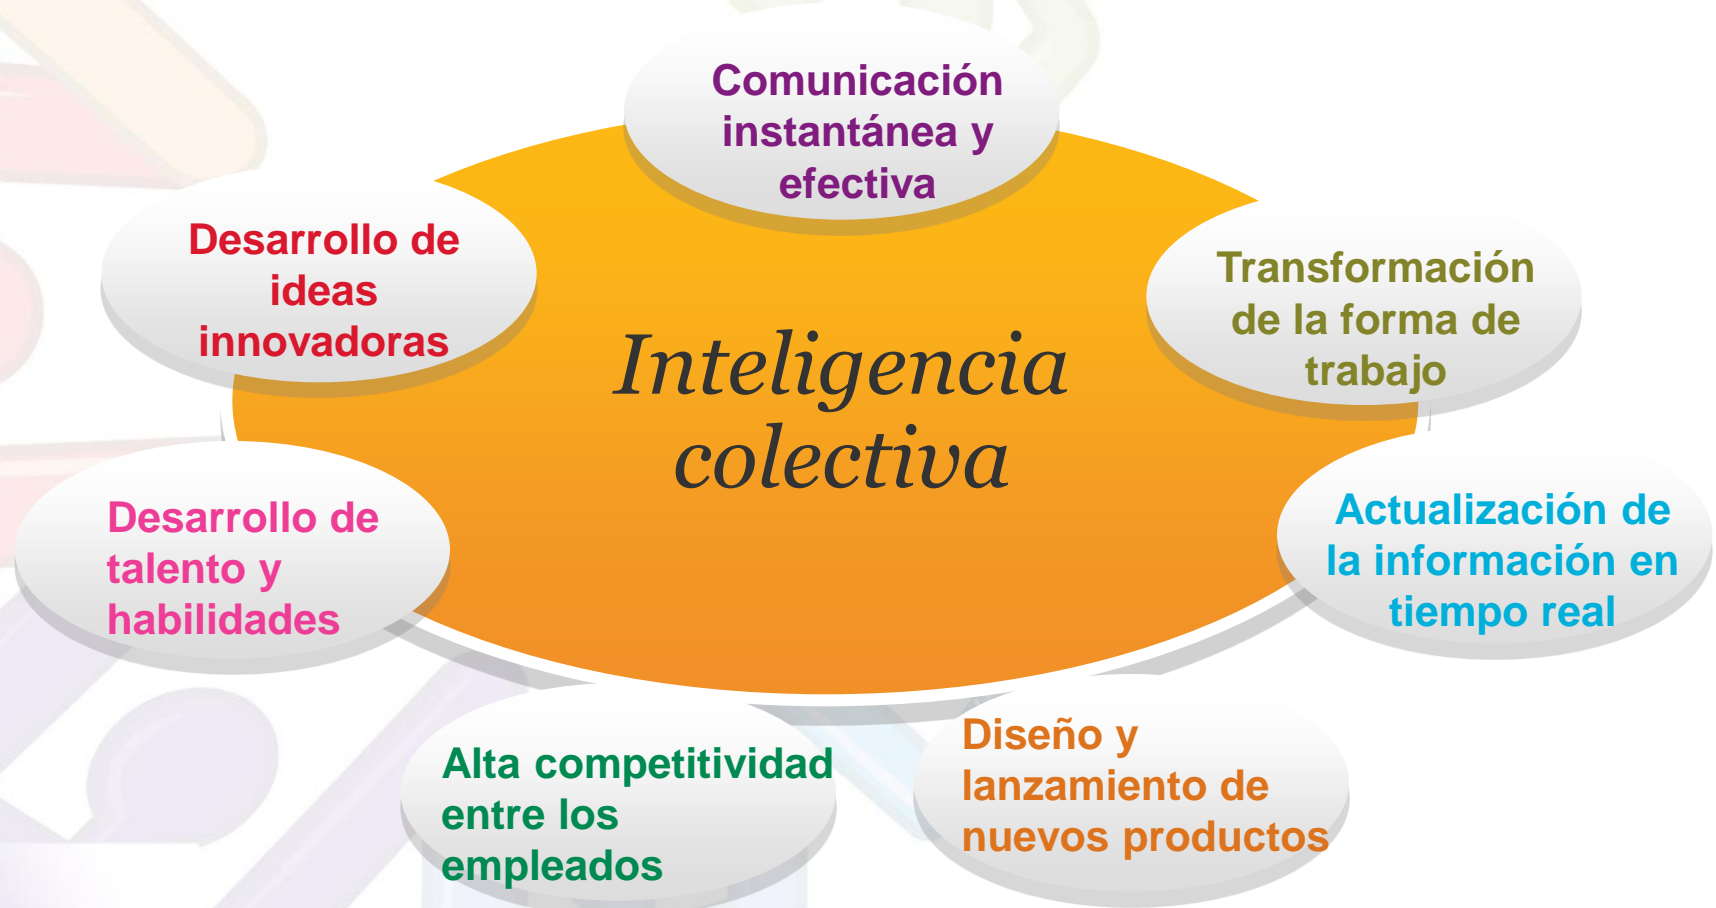 Comunicación
instantánea y
efectiva
Desarrollo de
ideas
innovadoras
Transformación
de la forma de
trabajo
Inteligencia
colectiva
Desarrollo de
talento y
habilidades
Actualización de
la información en
tiempo real
Alta competitividad
entre los
empleados
Diseño y
lanzamiento de
nuevos productos